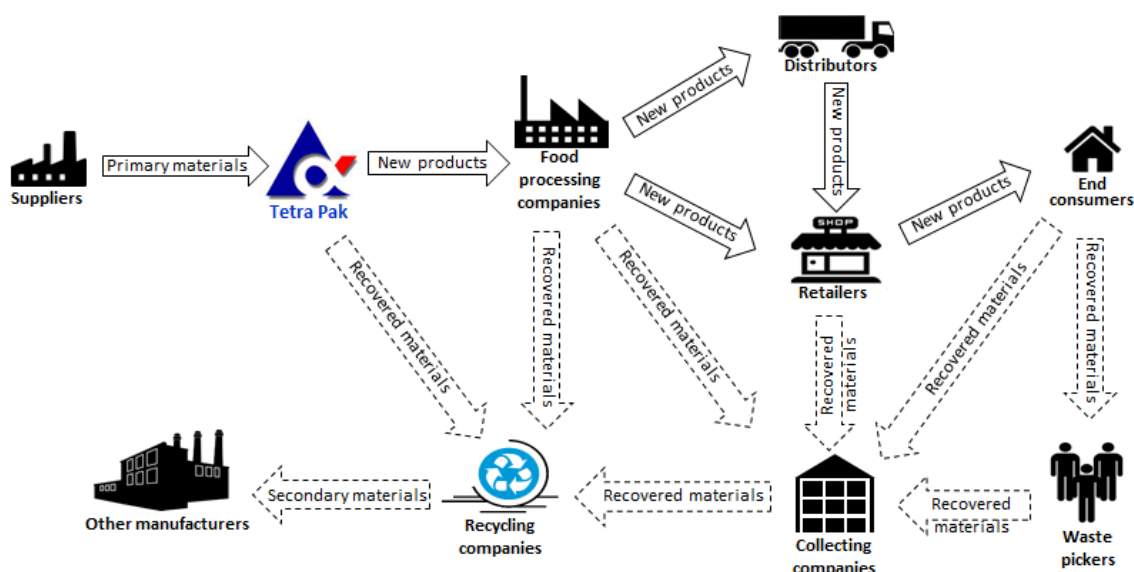 Distributors
New products
New products
SHOP
Primary materials
New products
Food
processing
companies
Suppliers
Tetra Pak
New products
New products
End
consumers
Retailers
Recovered materials
Recovered materials
Recovered materials
Recovered
materials
Recovered materials
Recovered materials
Secondary materials
Recovered materials
Recovered
materials
Other manufacturers
Recycling
companies
Collecting
companies
Waste
pickers